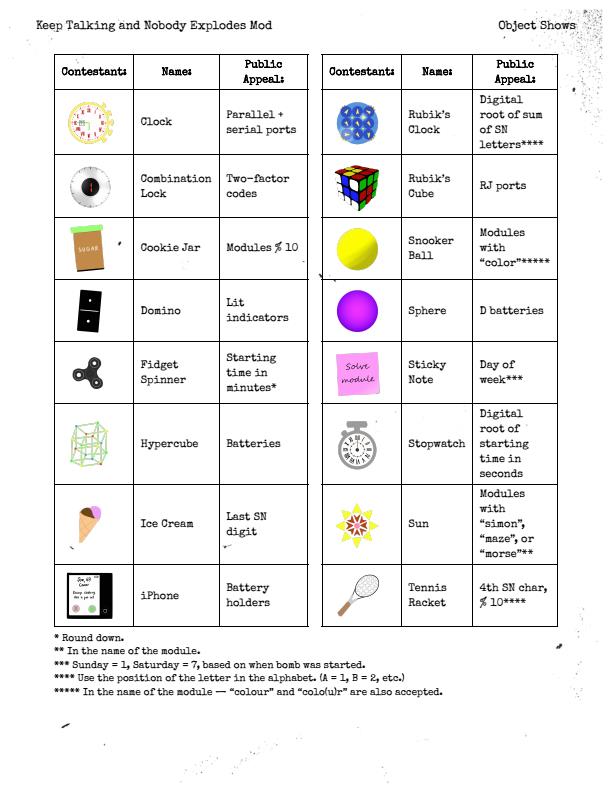 Keep Talking and Nobody Explodes Mod
Object Shows
Contestant:
Name:
Public
Appeal:
Clock
Parallel +
serial ports
Combination
Lock
Two-factor
codes
SUGAR
Cookie Jar
Modules % 10
Domino
Lit
indicators
Fidget
Spinner
Starting
time in
minutes*
Hypercube
Batteries
Ice Cream
Last SN
digit
iPhone
Battery
holders
Contestant:
Name:
Public
Appeal:
Rubik's
Clock
Digital
root of sum
of SN
letters****
Rubik's
Cube
RJ ports
Snooker
Ball
Modules
with
"color"*****
Sphere
D batteries
Solve
module
Sticky
Note
Day of
week***
Stopwatch
Digital
root of
starting
time in
seconds
Sun
Modules
with
"simon",
"maze", or
"morse"**
Tennis
Racket
4th SN char,
% 10****
* Round down.
** In the name of the module.
*** Sunday = 1, Saturday = 7, based on when bomb was started.
**** Use the position of the letter in the alphabet. (A = 1, B = 2, etc.)
***** In the name of the module — "colour" and "colo(u)r" are also accepted.